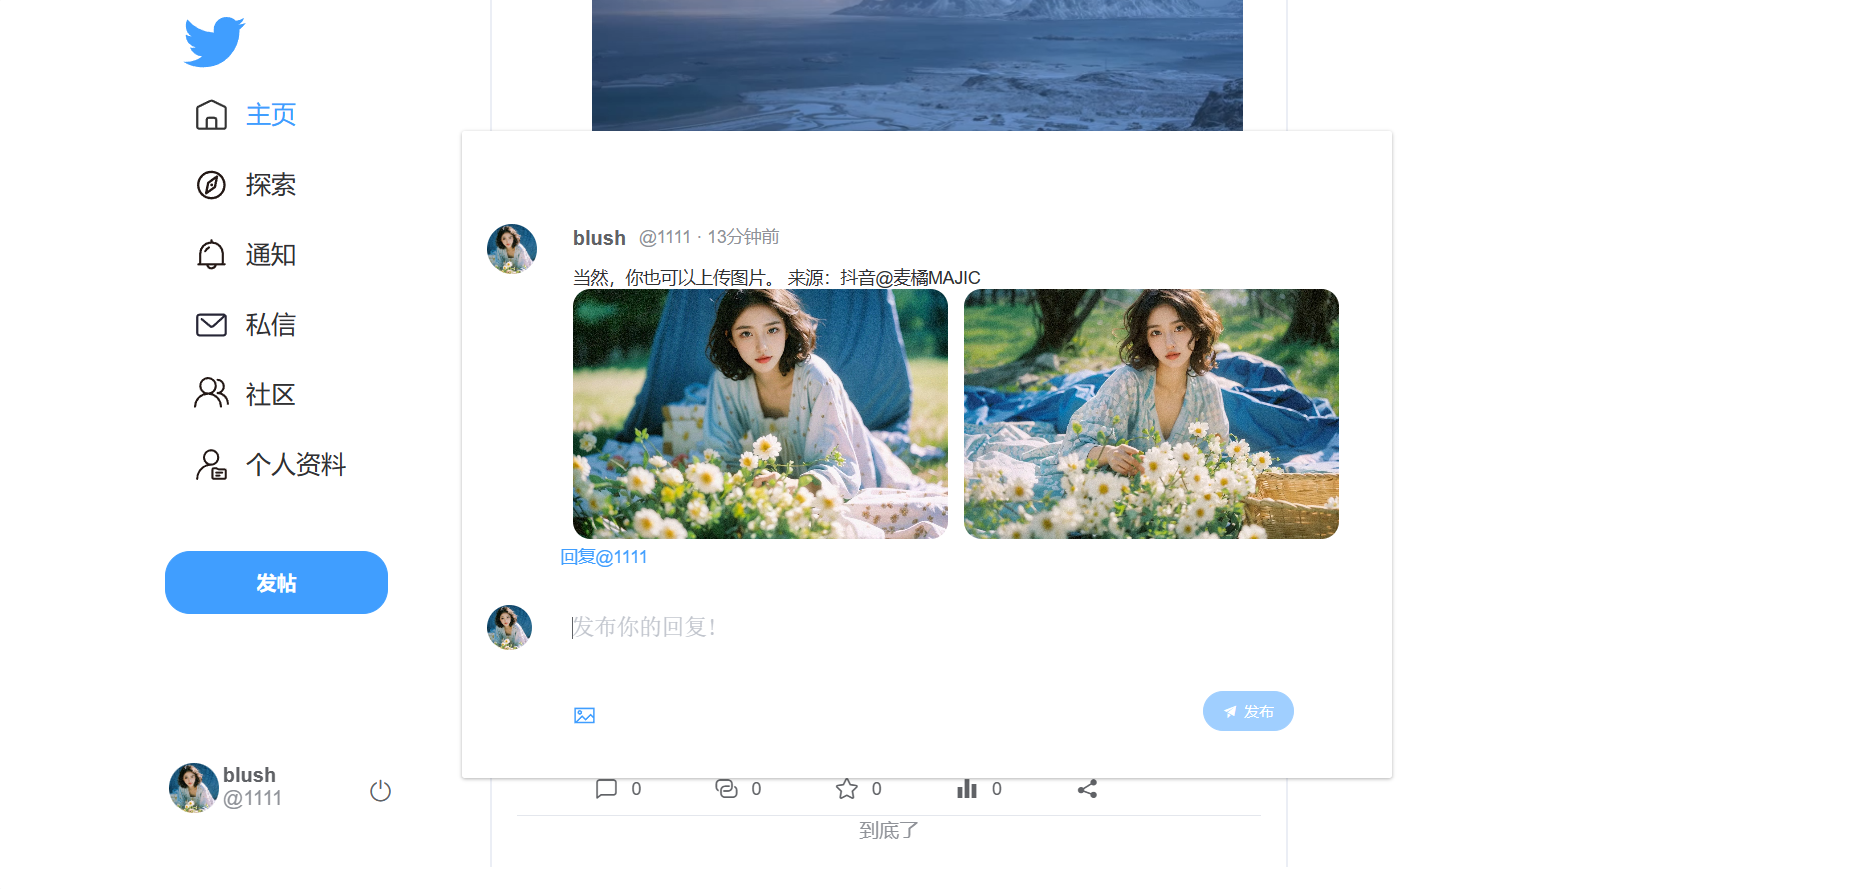 主页
探索
通知
私信
社区
个人资料
发帖
blush
@1111
blush @1111 · 13分钟前
当然，你也可以上传图片。 来源：抖音@麦橘MAJIC
回复@1111
发布你的回复！
发布
0 0 0 0
到底了